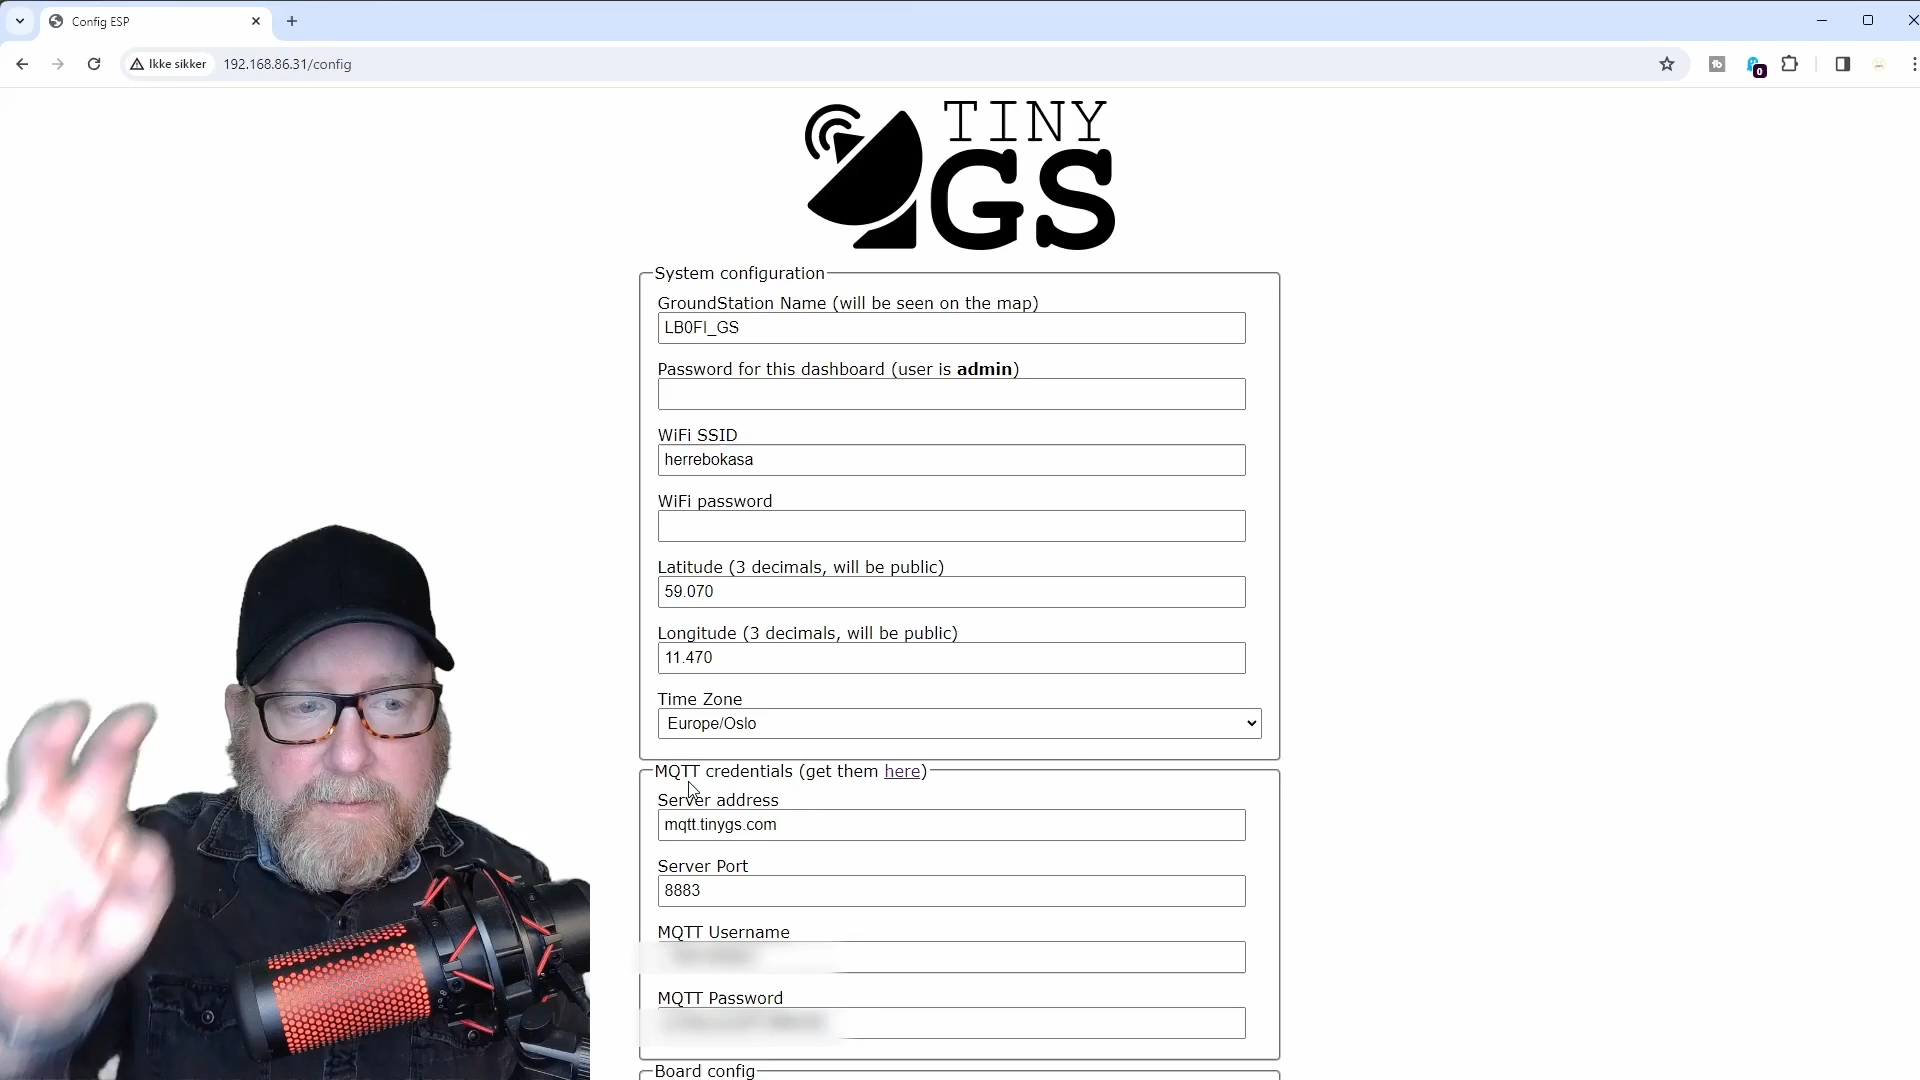 Config ESP
Ikke sikker
192.168.86.31/config
0
TINY
GS
System configuration
GroundStation Name (will be seen on the map)
LB0FI_GS
Password for this dashboard (user is admin)
WiFi SSID
herrebokasa
WiFi password
Latitude (3 decimals, will be public)
59.070
Longitude (3 decimals, will be public)
11.470
Time Zone
Europe/Oslo
MQTT credentials (get them here)
Server address
mqtt.tinygs.com
Server Port
8883
MQTT Username
MQTT Password
Board config